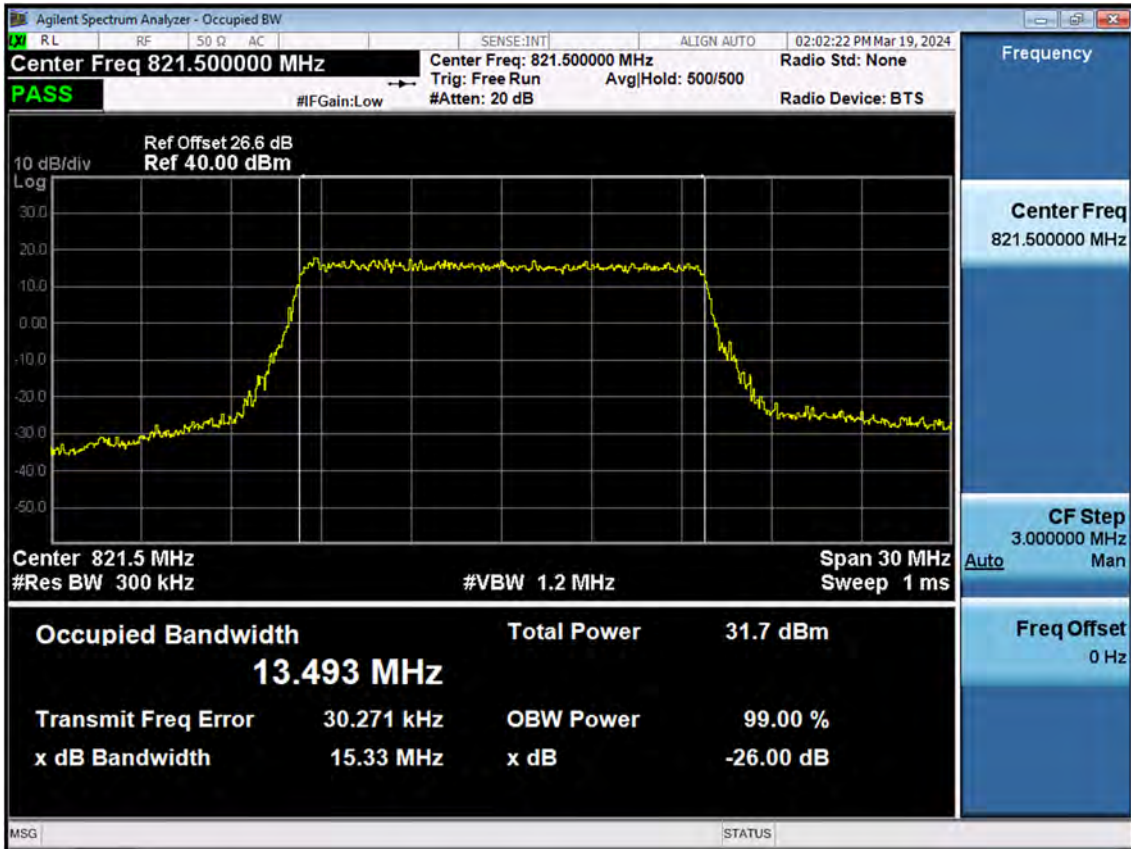 Agilent Spectrum Analyzer - Occupied BW
LXI RL RF 50 Ω AC SENSE:INT ALIGN AUTO 02:02:22 PM Mar 19, 2024
Center Freq 821.500000 MHz
Center Freq: 821.500000 MHz
Radio Std: None
Trig: Free Run
Avg|Hold: 500/500
PASS
#IFGain:Low
#Atten: 20 dB
Radio Device: BTS
Ref Offset 26.6 dB
10 dB/div
Ref 40.00 dBm
Log
30.0
20.0
10.0
0.00
-10.0
-20.0
-30.0
-40.0
-50.0
Center 821.5 MHz
Span 30 MHz
#Res BW 300 kHz
#VBW 1.2 MHz
Sweep 1 ms
Occupied Bandwidth
Total Power 31.7 dBm
13.493 MHz
Transmit Freq Error 30.271 kHz
OBW Power 99.00 %
x dB Bandwidth 15.33 MHz
x dB -26.00 dB
MSG
STATUS
Frequency
Center Freq
821.500000 MHz
CF Step
3.000000 MHz
Auto Man
Freq Offset
0 Hz